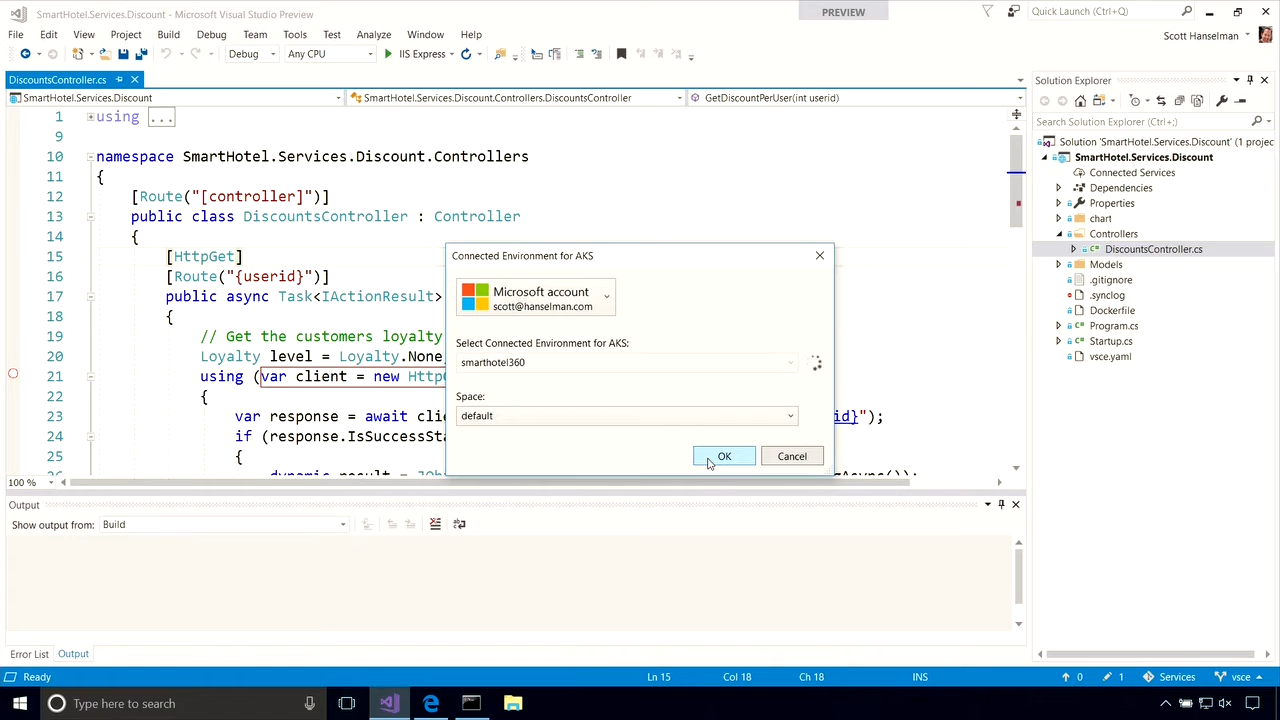 SmartHotel.Services.Discount - Microsoft Visual Studio Preview
PREVIEW
Quick Launch (Ctrl+Q)
File Edit View Project Build Debug Team Tools Test Analyze Window Help
Scott Hanselman
Debug Any CPU IIS Express
DiscountsController.cs
SmartHotel.Services.Discount SmartHotel.Services.Discount.Controllers.DiscountsController GetDiscountPerUser(int userid)
1 using ...
9
10 namespace SmartHotel.Services.Discount.Controllers
11 {
12 [Route("[controller]")]
13 public class DiscountsController : Controller
14 {
15 [HttpGet]
16 [Route("{userid}")]
17 public async Task<IActionResult>
18 {
19 // Get the customers loyalty
20 Loyalty level = Loyalty.None
21 using (var client = new Http
22 {
23 var response = await cli id}");
24 if (response.IsSuccessSta
25 {
100 %
Connected Environment for AKS
Microsoft account
scott@hanselman.com
Select Connected Environment for AKS:
smarthotel360
Space:
default
OK Cancel
Solution Explorer
Search Solution Explorer (Ctrl+;)
Solution 'SmartHotel.Services.Discount' (1 projec
SmartHotel.Services.Discount
Connected Services
Dependencies
Properties
chart
Controllers
DiscountsController.cs
Models
.gitignore
.synclog
Dockerfile
Program.cs
Startup.cs
vsce.yaml
Output
Show output from: Build
Error List Output
Ready Ln 15 Col 18 Ch 18 INS 0 1 Services vsce
Type here to search